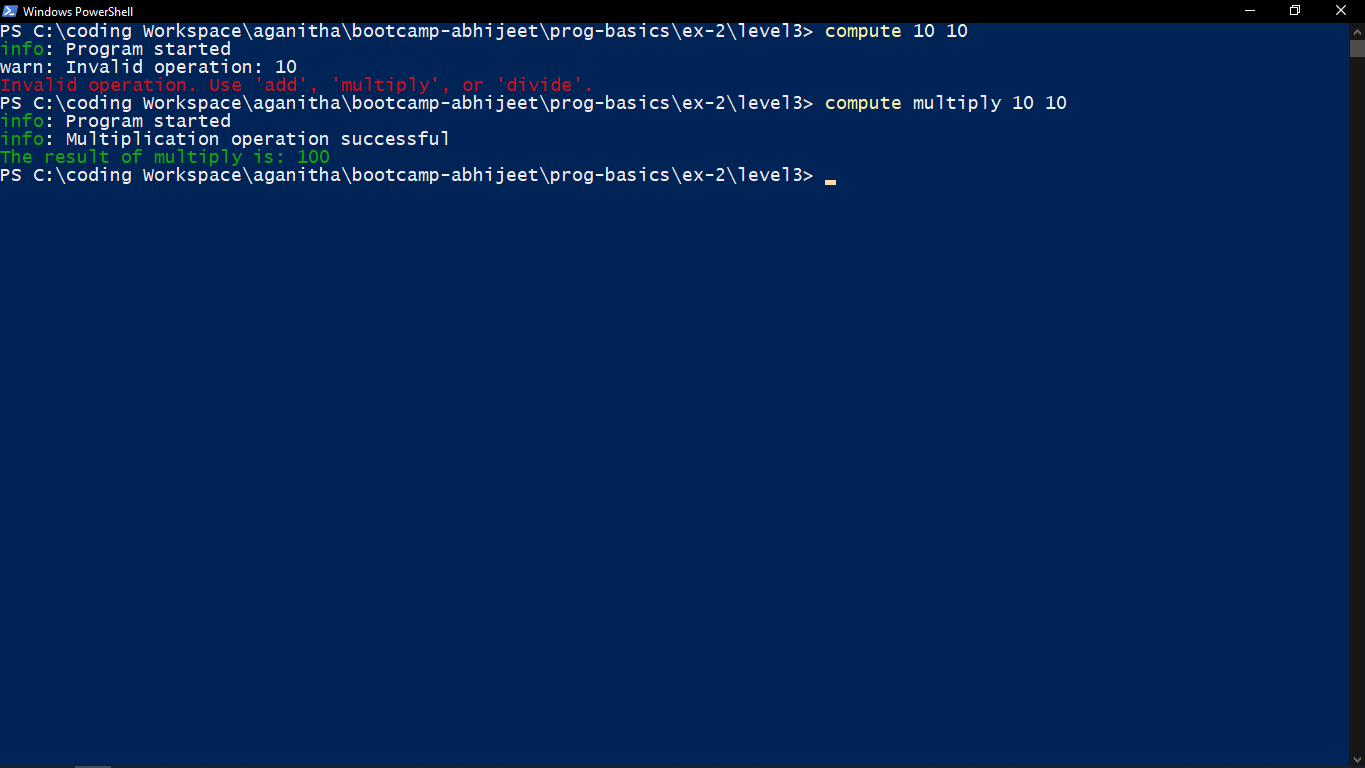 Windows PowerShell
PS C:\coding Workspace\aganitha\bootcamp-abhijeet\prog-basics\ex-2\level3> compute 10 10
info: Program started
warn: Invalid operation: 10
Invalid operation. Use 'add', 'multiply', or 'divide'.
PS C:\coding Workspace\aganitha\bootcamp-abhijeet\prog-basics\ex-2\level3> compute multiply 10 10
info: Program started
info: Multiplication operation successful
The result of multiply is: 100
PS C:\coding Workspace\aganitha\bootcamp-abhijeet\prog-basics\ex-2\level3>